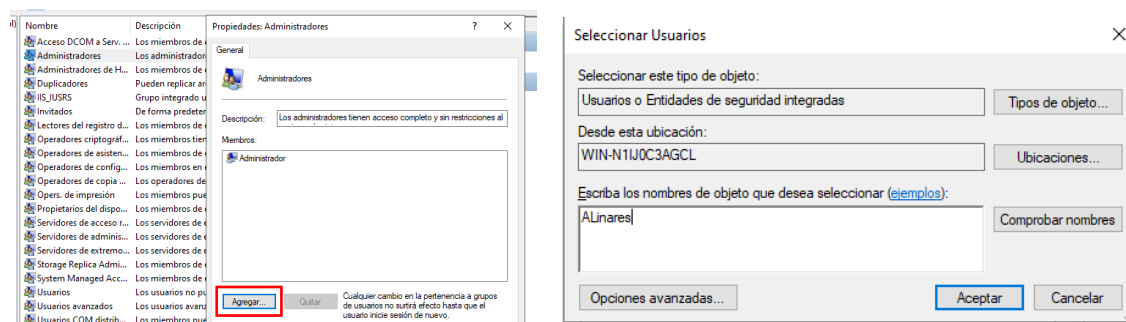 Nombre Descripción
Acceso DCOM a Serv. ... Los miembros de
Administradores Los administrador
Administradores de H... Los miembros de
Duplicadores Pueden replicar ar
IIS_IUSRS Grupo integrado u
Invitados De forma predeter
Lectores del registro d... Los miembros de
Operadores criptográf... Los miembros tien
Operadores de asisten... Los miembros de
Operadores de config... Los miembros en
Operadores de copia ... Los operadores de
Opers. de impresión Los miembros pue
Propietarios del dispo... Los miembros de
Servidores de acceso r... Los servidores de
Servidores de adminis... Los servidores de
Servidores de extremo... Los servidores de
Storage Replica Admi... Los miembros de
System Managed Acc... Los miembros de
Usuarios Los usuarios no pu
Usuarios avanzados Los usuarios avanz
Usuarios COM distrib... Los miembros pue
Propiedades: Administradores ? X
General
Administradores
Descripción: Los administradores tienen acceso completo y sin restricciones al
Miembros:
Administrador
Agregar... Quitar
Cualquier cambio en la pertenencia a grupos
de usuarios no surtirá efecto hasta que el
usuario inicie sesión de nuevo.
Seleccionar Usuarios X
Seleccionar este tipo de objeto:
Usuarios o Entidades de seguridad integradas Tipos de objeto...
Desde esta ubicación:
WIN-N1IJ0C3AGCL Ubicaciones...
Escriba los nombres de objeto que desea seleccionar (ejemplos):
ALinares Comprobar nombres
Opciones avanzadas... Aceptar Cancelar